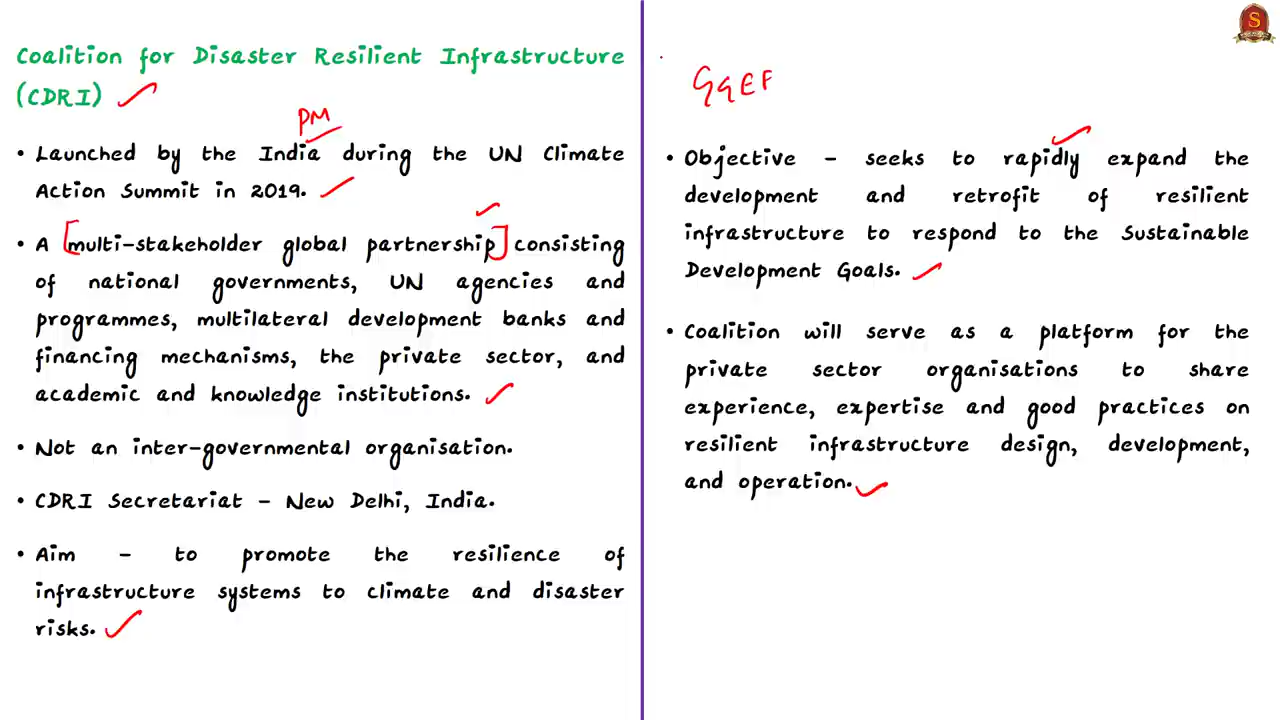 Coalition for Disaster Resilient Infrastructure
(CDRI)
PM
• Launched by the India during the UN Climate
Action Summit in 2019.
• A [multi-stakeholder global partnership] consisting
of national governments, UN agencies and
programmes, multilateral development banks and
financing mechanisms, the private sector, and
academic and knowledge institutions.
• Not an inter-governmental organisation.
• CDRI Secretariat – New Delhi, India.
• Aim – to promote the resilience of
infrastructure systems to climate and disaster
risks.
S
GGEF
• Objective – seeks to rapidly expand the
development and retrofit of resilient
infrastructure to respond to the Sustainable
Development Goals.
• Coalition will serve as a platform for the
private sector organisations to share
experience, expertise and good practices on
resilient infrastructure design, development,
and operation.